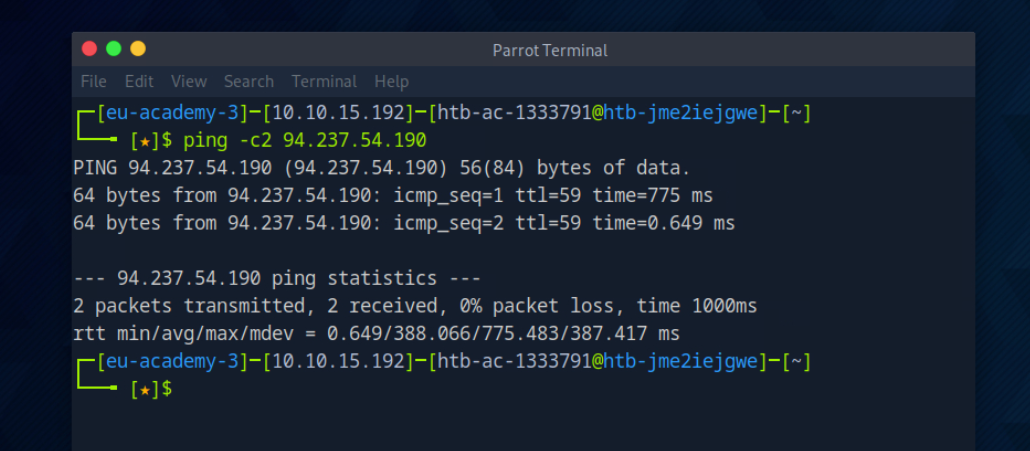 Parrot Terminal
File Edit View Search Terminal Help
┌─[eu-academy-3]─[10.10.15.192]─[htb-ac-1333791@htb-jme2iejgwe]─[~]
└──╼ [★]$ ping -c2 94.237.54.190
PING 94.237.54.190 (94.237.54.190) 56(84) bytes of data.
64 bytes from 94.237.54.190: icmp_seq=1 ttl=59 time=775 ms
64 bytes from 94.237.54.190: icmp_seq=2 ttl=59 time=0.649 ms
--- 94.237.54.190 ping statistics ---
2 packets transmitted, 2 received, 0% packet loss, time 1000ms
rtt min/avg/max/mdev = 0.649/388.066/775.483/387.417 ms
┌─[eu-academy-3]─[10.10.15.192]─[htb-ac-1333791@htb-jme2iejgwe]─[~]
└──╼ [★]$